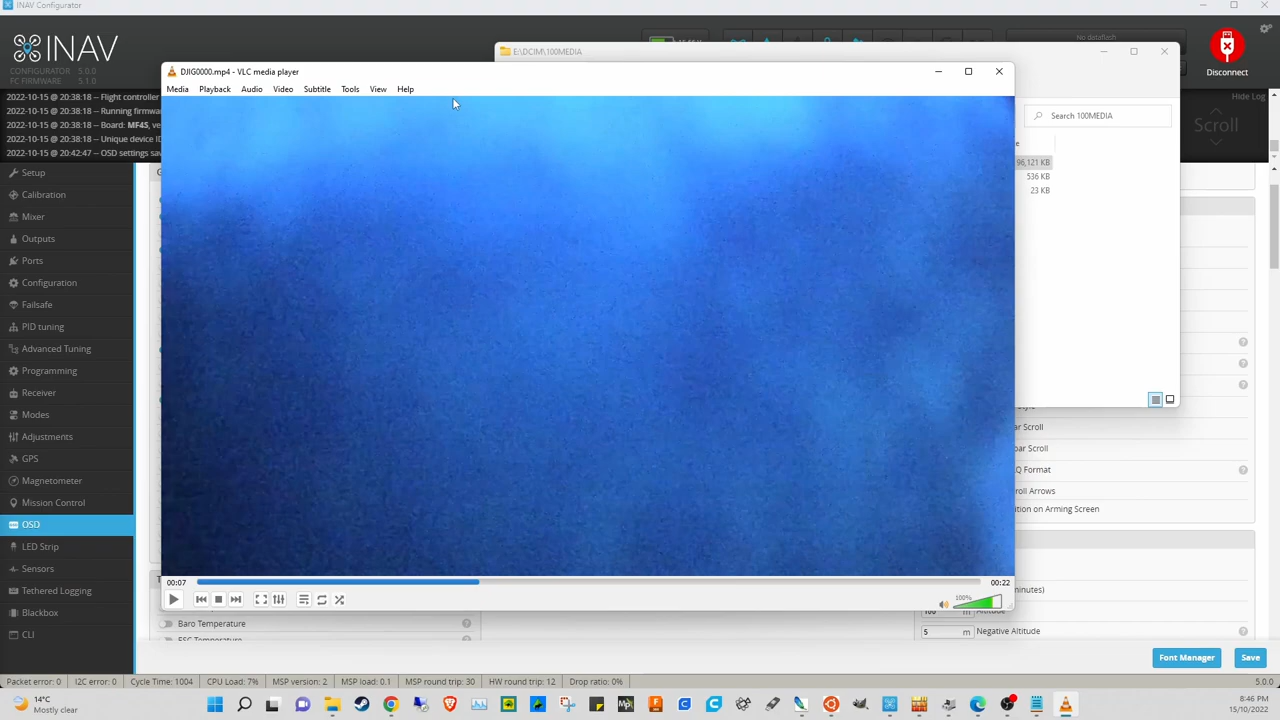 INAV Configurator
INAV
CONFIGURATOR 5.0.0
FC FIRMWARE 5.1.0
2022-10-15 @ 20:38:18 -- Flight controller
2022-10-15 @ 20:38:18 -- Running firmwa
2022-10-15 @ 20:38:18 -- Board: MF4S, ve
2022-10-15 @ 20:38:18 -- Unique device ID
2022-10-15 @ 20:42:47 -- OSD settings sav
No dataflash
Disconnect
Hide Log
Scroll
E:\DCIM\100MEDIA
Search 100MEDIA
96,121 KB
536 KB
23 KB
DJIG0000.mp4 - VLC media player
Media Playback Audio Video Subtitle Tools View Help
00:07
00:22
100%
Setup
Calibration
Mixer
Outputs
Ports
Configuration
Failsafe
PID tuning
Advanced Tuning
Programming
Receiver
Modes
Adjustments
GPS
Magnetometer
Mission Control
OSD
LED Strip
Sensors
Tethered Logging
Blackbox
CLI
bar Scroll
bar Scroll
Q Format
roll Arrows
ition on Arming Screen
minutes)
100 m Altitude
5 m Negative Altitude
Baro Temperature
ESC Temperature
Font Manager
Save
Packet error: 0 I2C error: 0 Cycle Time: 1004 CPU Load: 7% MSP version: 2 MSP load: 0.1 MSP round trip: 30 HW round trip: 12 Drop ratio: 0% 5.0.0
14°C
Mostly clear
:46 PM
15/10/2022